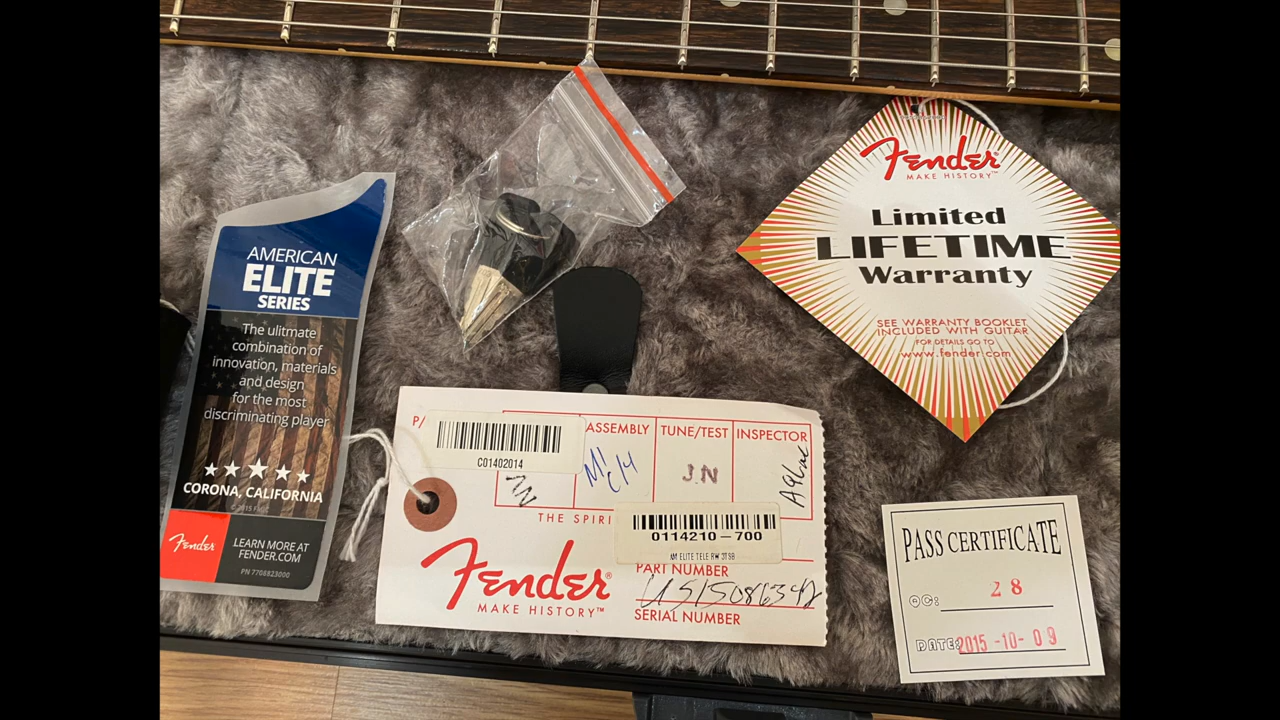 AMERICAN
ELITE
SERIES
The ulitmate
combination of
innovation, materials
and design
for the most
discriminating player
CORONA, CALIFORNIA
Fender
LEARN MORE AT
FENDER.COM
PN 7708823000
Fender
MAKE HISTORY™
Limited
LIFETIME
Warranty
SEE WARRANTY BOOKLET
INCLUDED WITH GUITAR
FOR DETAILS GO TO
www.fender.com
P/
ASSEMBLY
TUNE/TEST
INSPECTOR
C01402014
J.N
THE SPIRI
0114210-700
AM ELITE TELE RW 3TSB
Fender®
MAKE HISTORY™
PART NUMBER
US15086342
SERIAL NUMBER
PASS CERTIFICATE
QC: 28
DATE: 2015-10-09